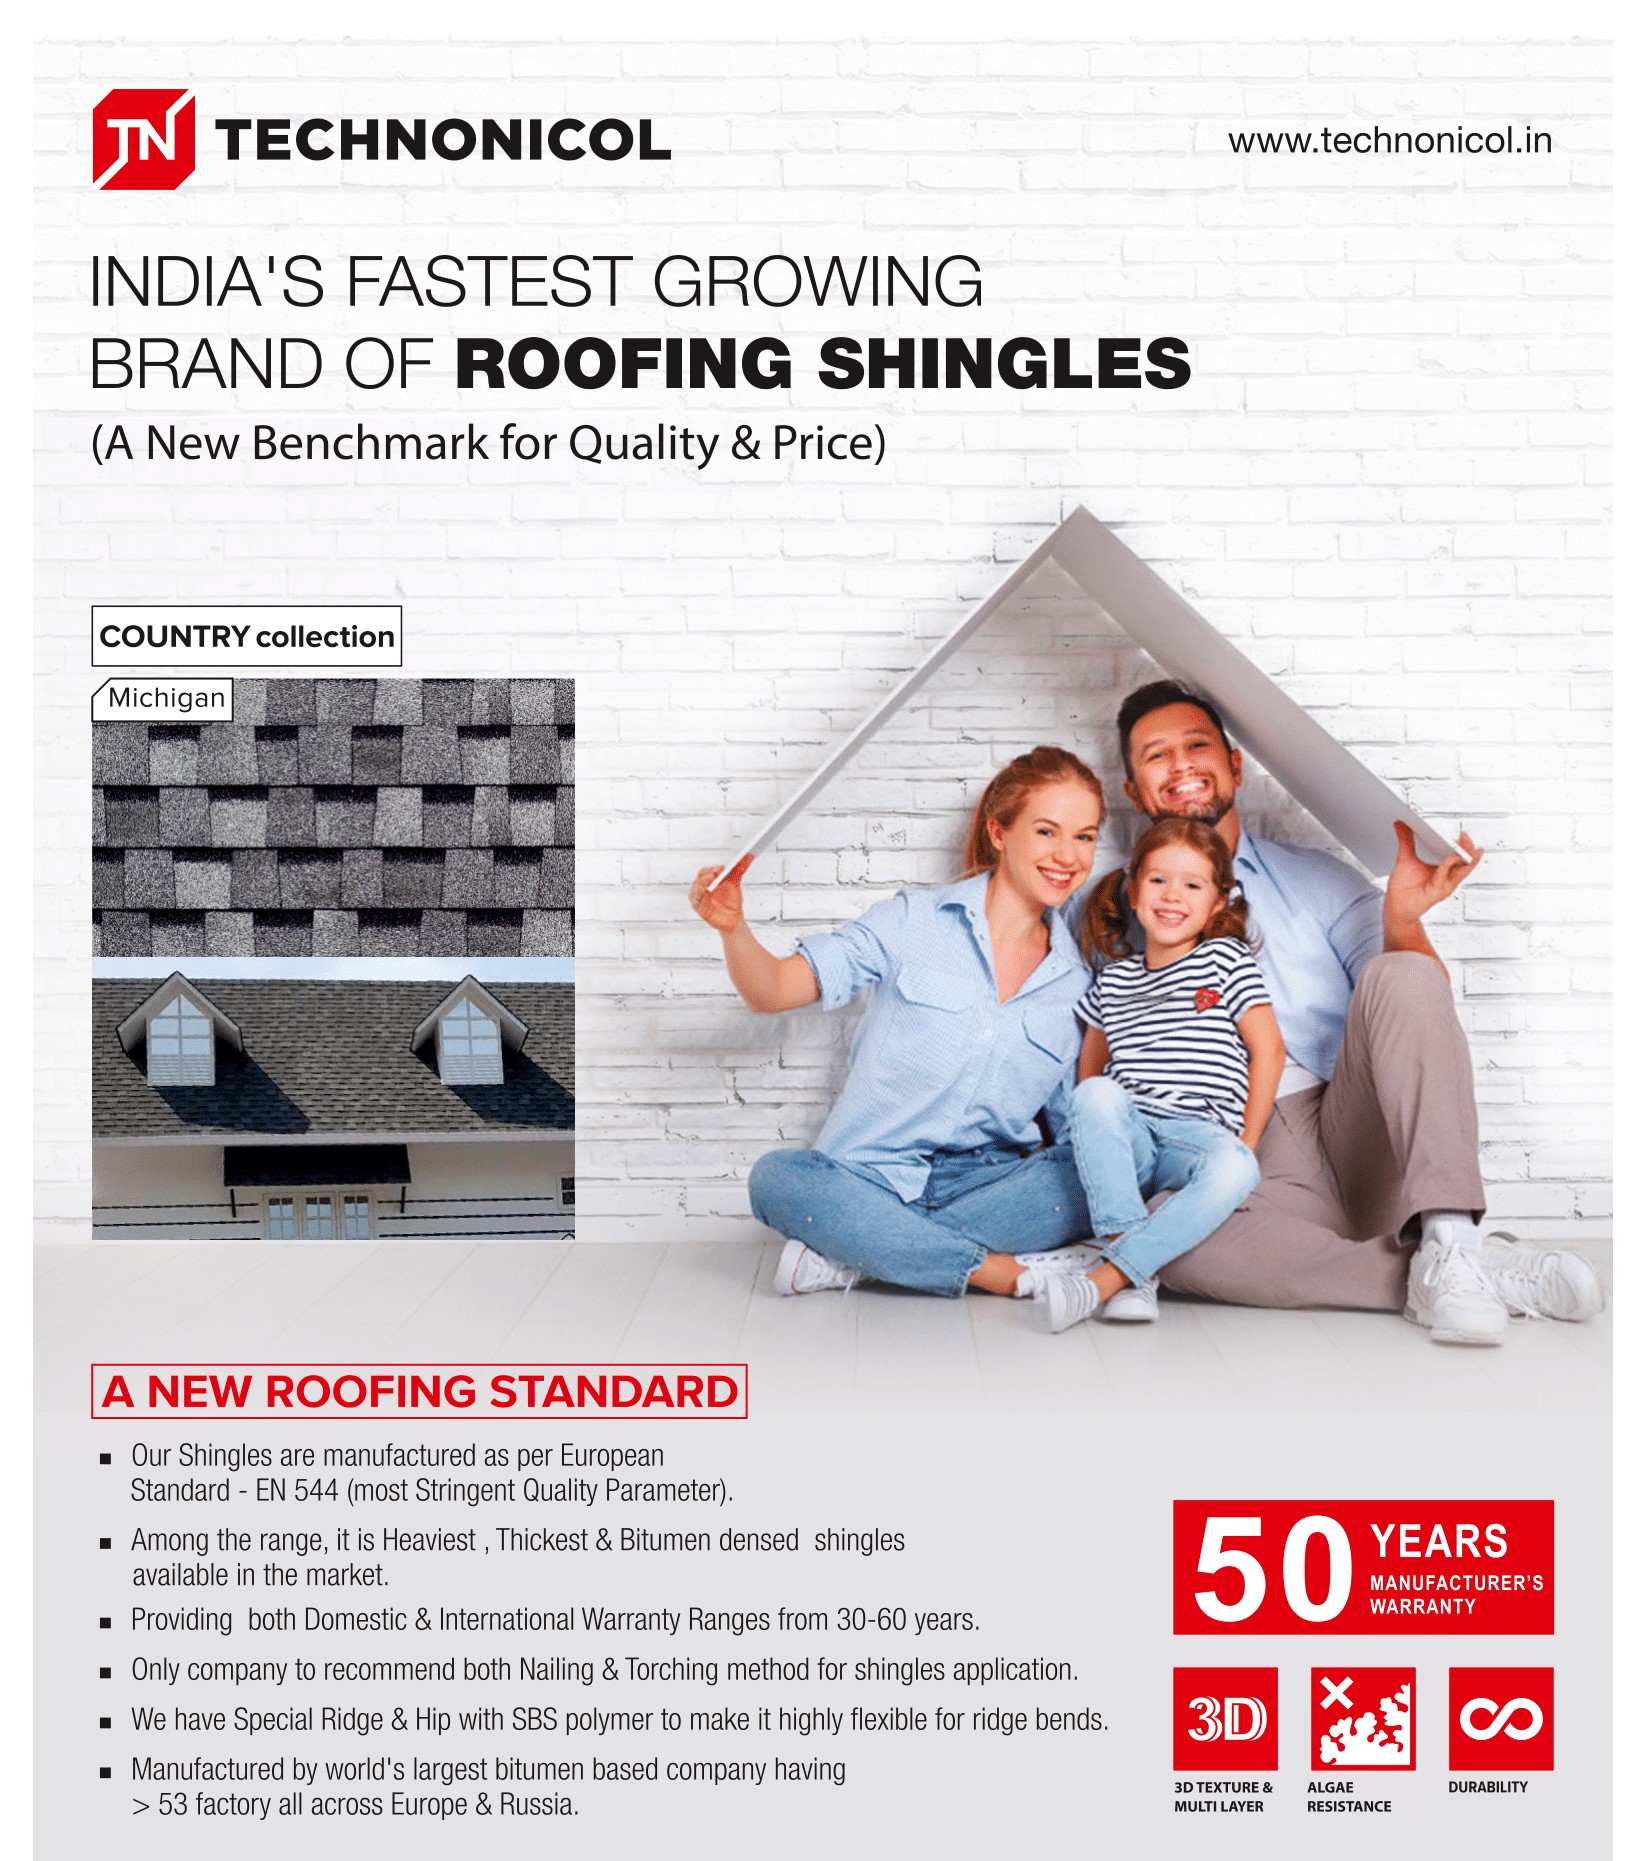 TN TECHNONICOL
www.technonicol.in
INDIA'S FASTEST GROWING
BRAND OF ROOFING SHINGLES
(A New Benchmark for Quality & Price)
COUNTRY collection
Michigan
A NEW ROOFING STANDARD
▪ Our Shingles are manufactured as per European
Standard - EN 544 (most Stringent Quality Parameter).
▪ Among the range, it is Heaviest , Thickest & Bitumen densed shingles
available in the market.
▪ Providing both Domestic & International Warranty Ranges from 30-60 years.
▪ Only company to recommend both Nailing & Torching method for shingles application.
▪ We have Special Ridge & Hip with SBS polymer to make it highly flexible for ridge bends.
▪ Manufactured by world's largest bitumen based company having
> 53 factory all across Europe & Russia.
50 YEARS
MANUFACTURER'S
WARRANTY
3D
3D TEXTURE &
MULTI LAYER
ALGAE
RESISTANCE
DURABILITY